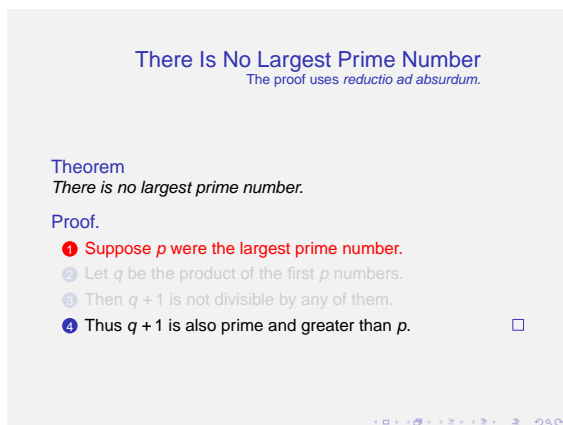 There Is No Largest Prime Number
The proof uses reductio ad absurdum.
Theorem
There is no largest prime number.
Proof.
1 Suppose p were the largest prime number.
2 Let q be the product of the first p numbers.
3 Then q + 1 is not divisible by any of them.
4 Thus q + 1 is also prime and greater than p.